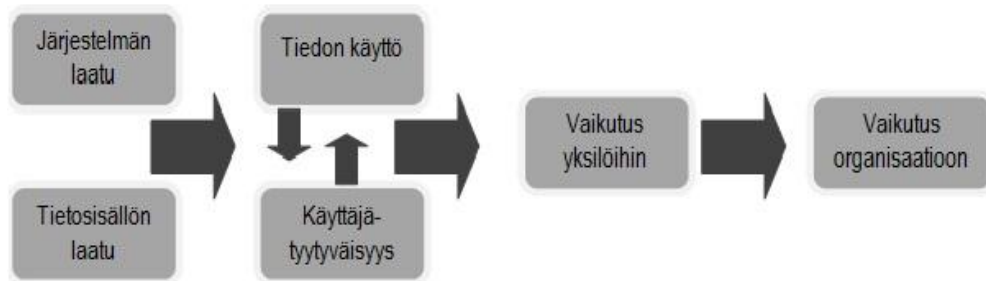 Järjestelmän
laatu
Tietosisällön
laatu
Tiedon käyttö
Käyttäjä-
tyytyväisyys
Vaikutus
yksilöihin
Vaikutus
organisaatioon